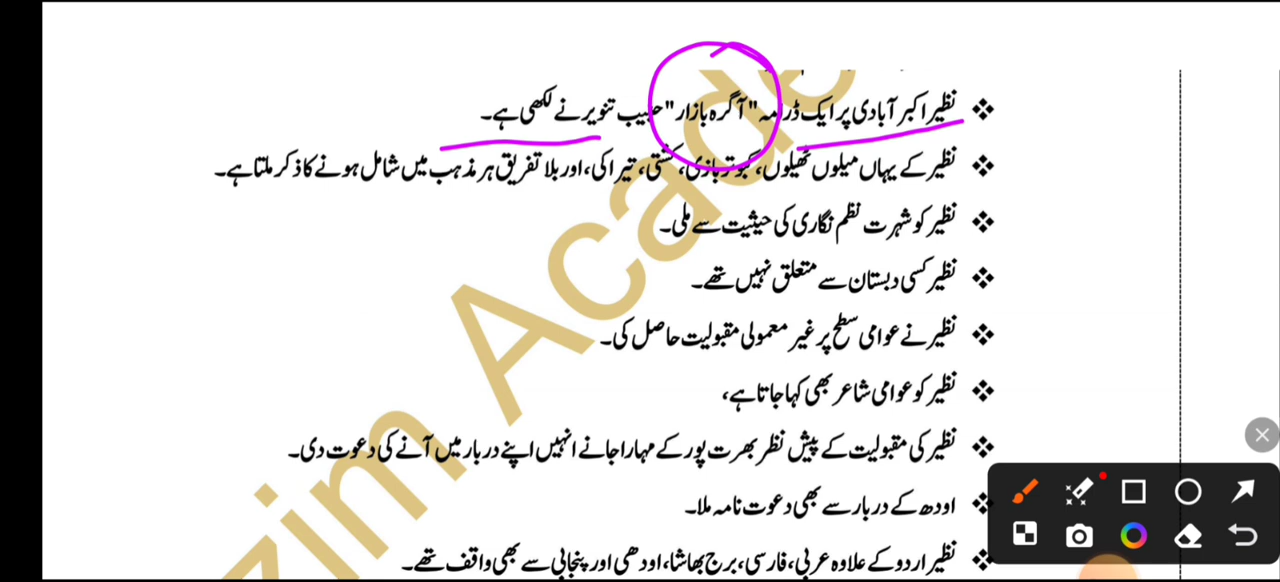 ❖ نظیر اکبر آبادی پر ایک ڈرامہ "آگرہ بازار" حبیب تنویر نے لکھی ہے۔
❖ نظیر کے یہاں میلوں ٹھیلوں، کبوتر بازی، کشتی، تیراکی، اور بلا تفریق ہر مذہب میں شامل ہونے کا ذکر ملتا ہے۔
❖ نظیر کو شہرت نظم نگاری کی حیثیت سے ملی۔
❖ نظیر کسی دبستان سے متعلق نہیں تھے۔
❖ نظیر نے عوامی سطح پر غیر معمولی مقبولیت حاصل کی۔
❖ نظیر کو عوامی شاعر بھی کہا جاتا ہے،
❖ نظیر کی مقبولیت کے پیش نظر بھرت پور کے مہاراجا نے انہیں اپنے دربار میں آنے کی دعوت دی۔
❖ اودھ کے دربار سے بھی دعوت نامہ ملا۔
❖ نظیر اردو کے علاوہ عربی، فارسی، برج بھاشا، اودھی اور پنجابی سے بھی واقف تھے۔
zim Acade